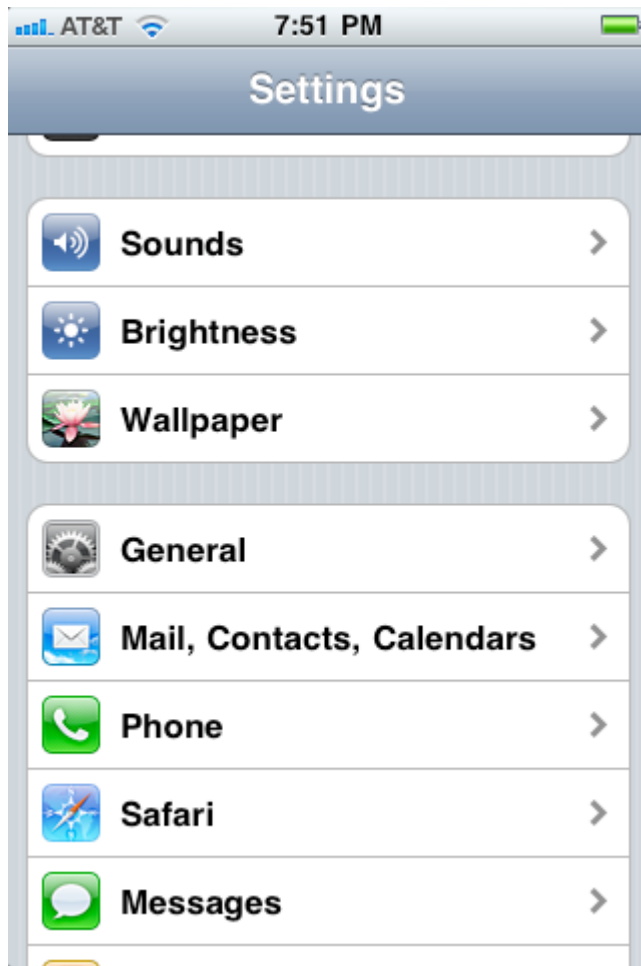 AT&T 7:51 PM
Settings
Sounds
Brightness
Wallpaper
General
Mail, Contacts, Calendars
Phone
Safari
Messages